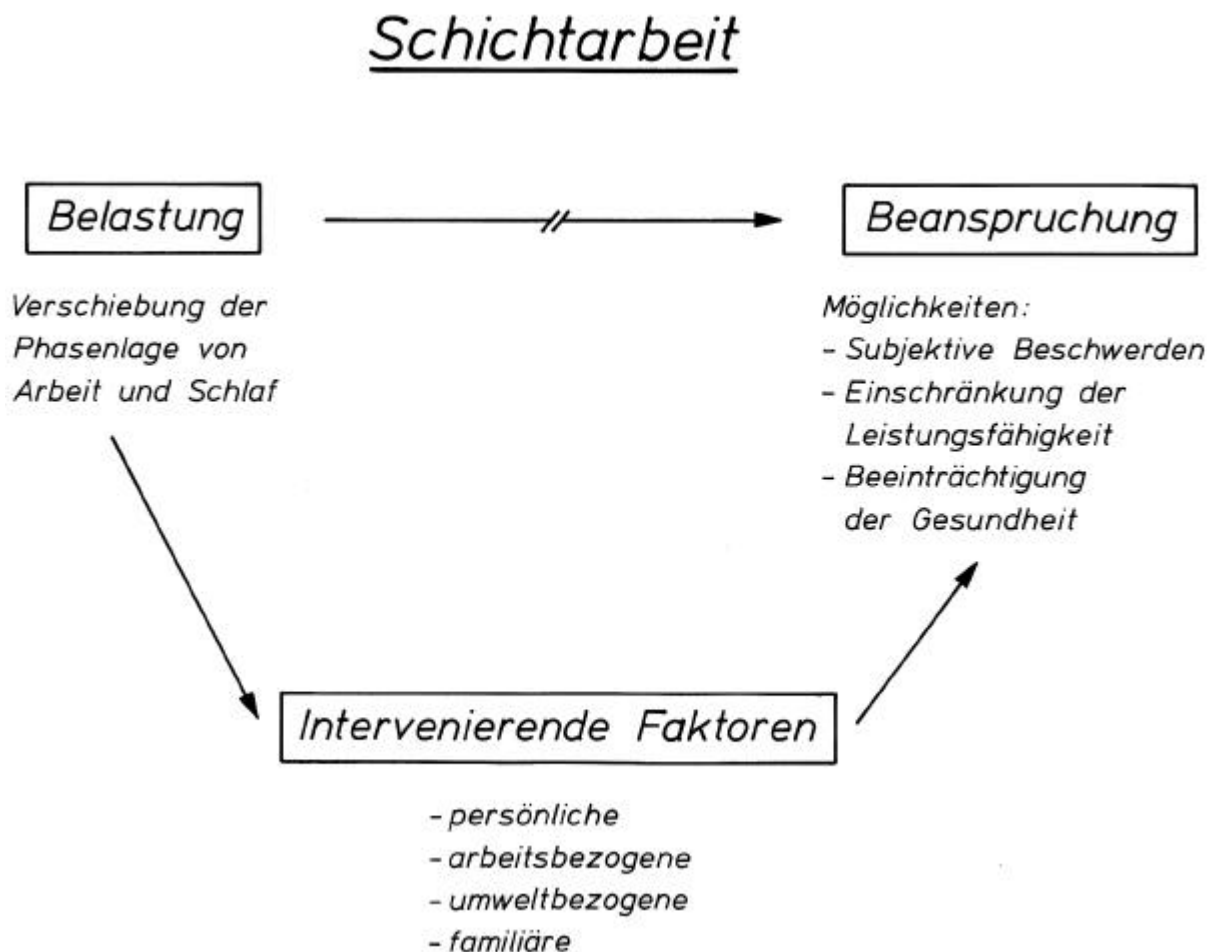 Schichtarbeit
Belastung
Beanspruchung
Verschiebung der
Phasenlage von
Arbeit und Schlaf
Möglichkeiten:
- Subjektive Beschwerden
- Einschränkung der
Leistungsfähigkeit
- Beeinträchtigung
der Gesundheit
Intervenierende Faktoren
- persönliche
- arbeitsbezogene
- umweltbezogene
- familiäre